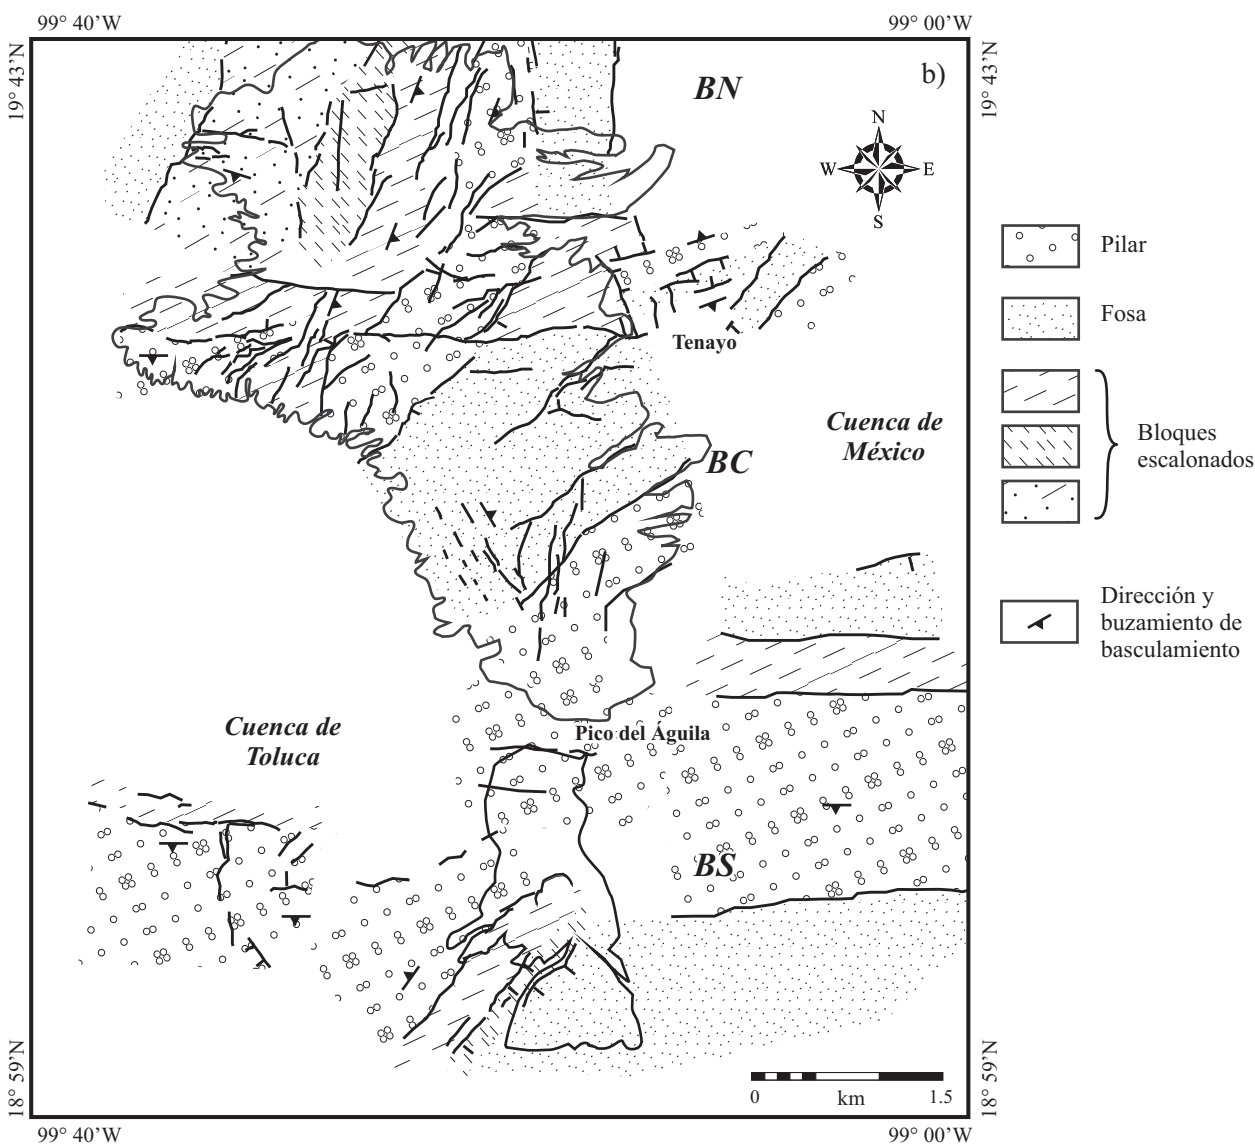 99° 40'W
99° 00'W
19° 43'N
19° 43'N
BN
b)
N
W
E
S
Pilar
Fosa
Tenayo
Cuenca de
México
BC
Bloques
escalonados
Dirección y
buzamiento de
basculamiento
Cuenca de
Toluca
Pico del Águila
BS
0
km
1.5
18° 59'N
18° 59'N
99° 40'W
99° 00'W